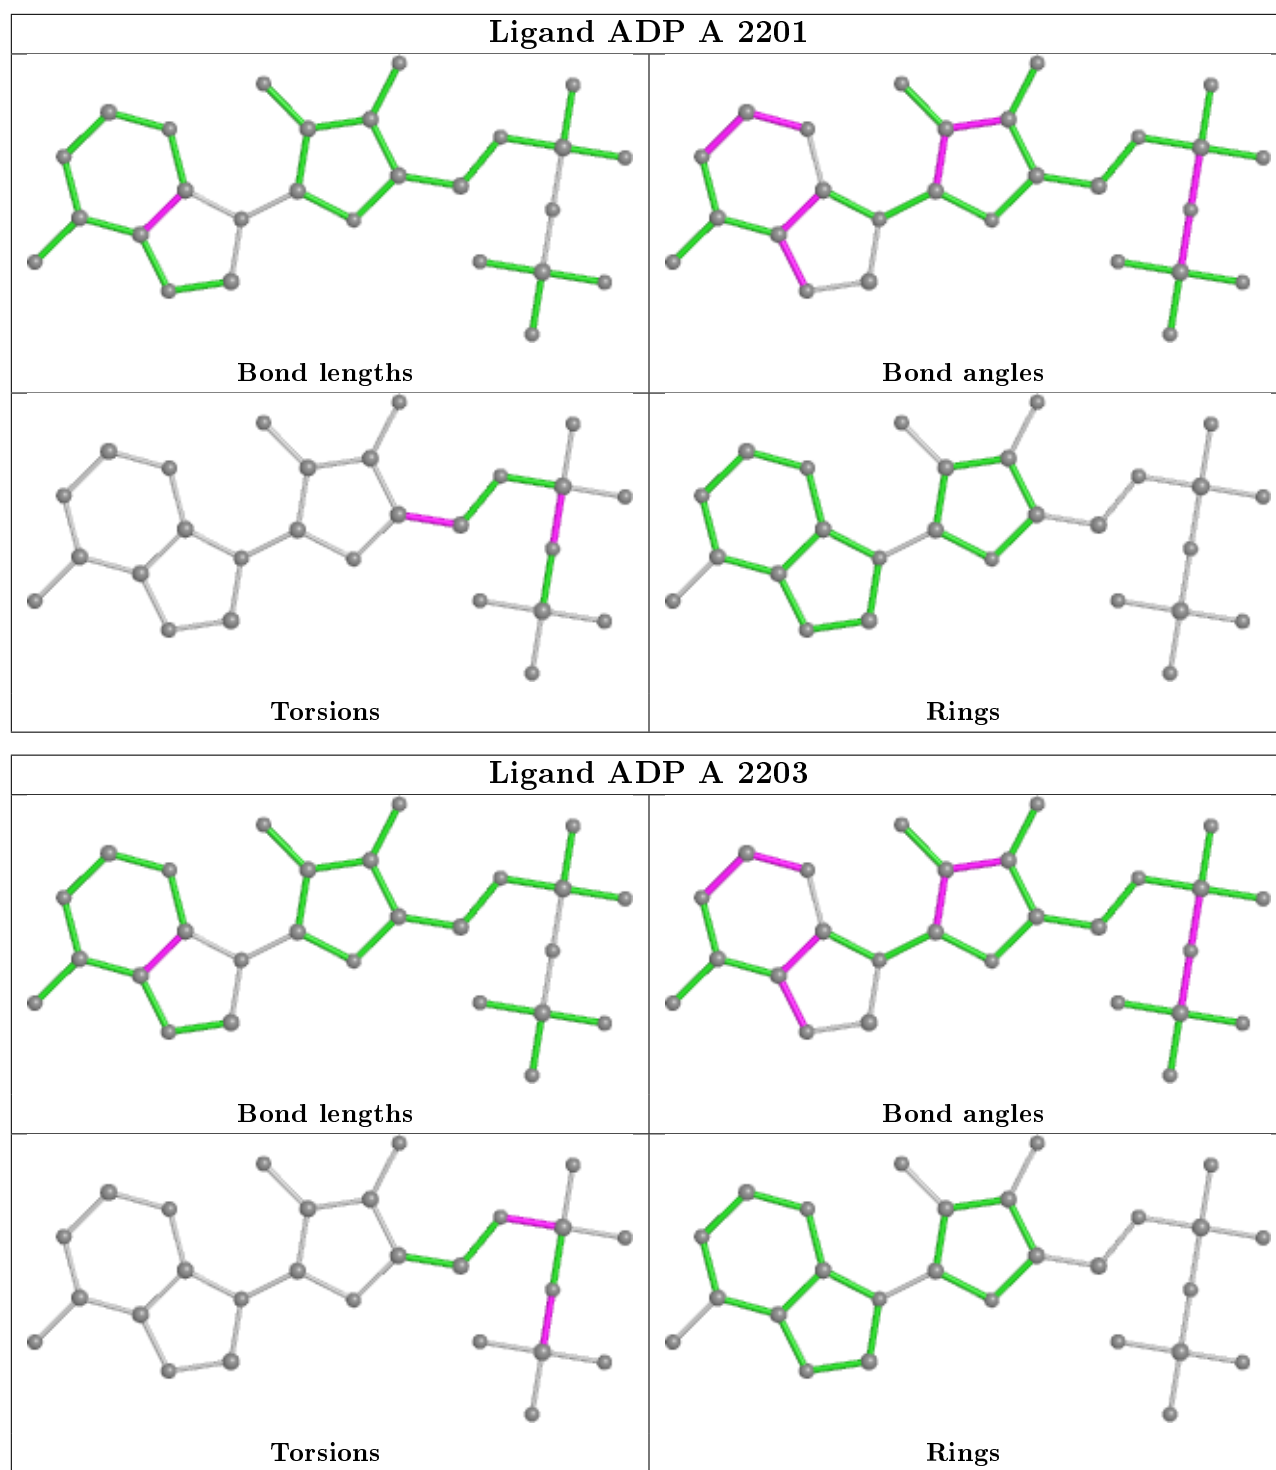 Ligand ADP A 2201
Bond lengths
Bond angles
Torsions
Rings
Ligand ADP A 2203
Bond lengths
Bond angles
Torsions
Rings